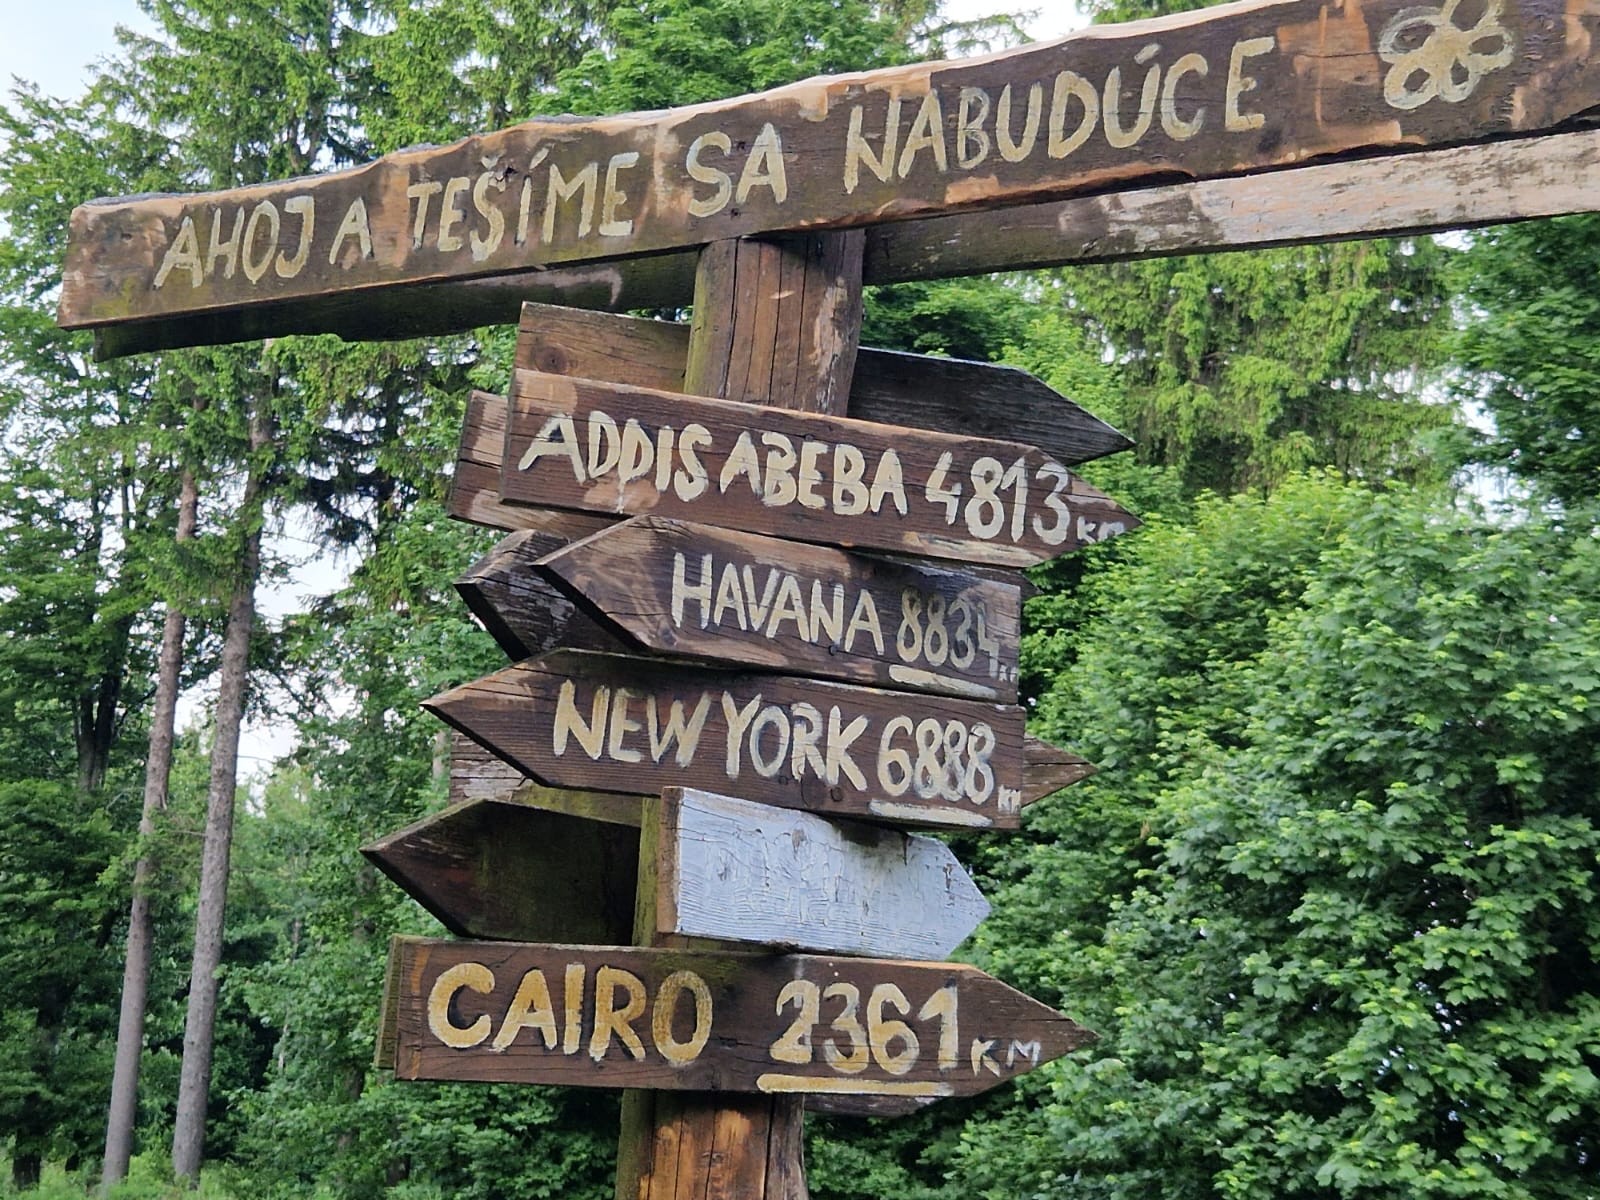 AHOJ A TEŠÍME SA NABUDÚCE
ADDIS ABEBA 4813 KM
HAVANA 8834 KM
NEW YORK 6888 KM
CAIRO 2361 KM